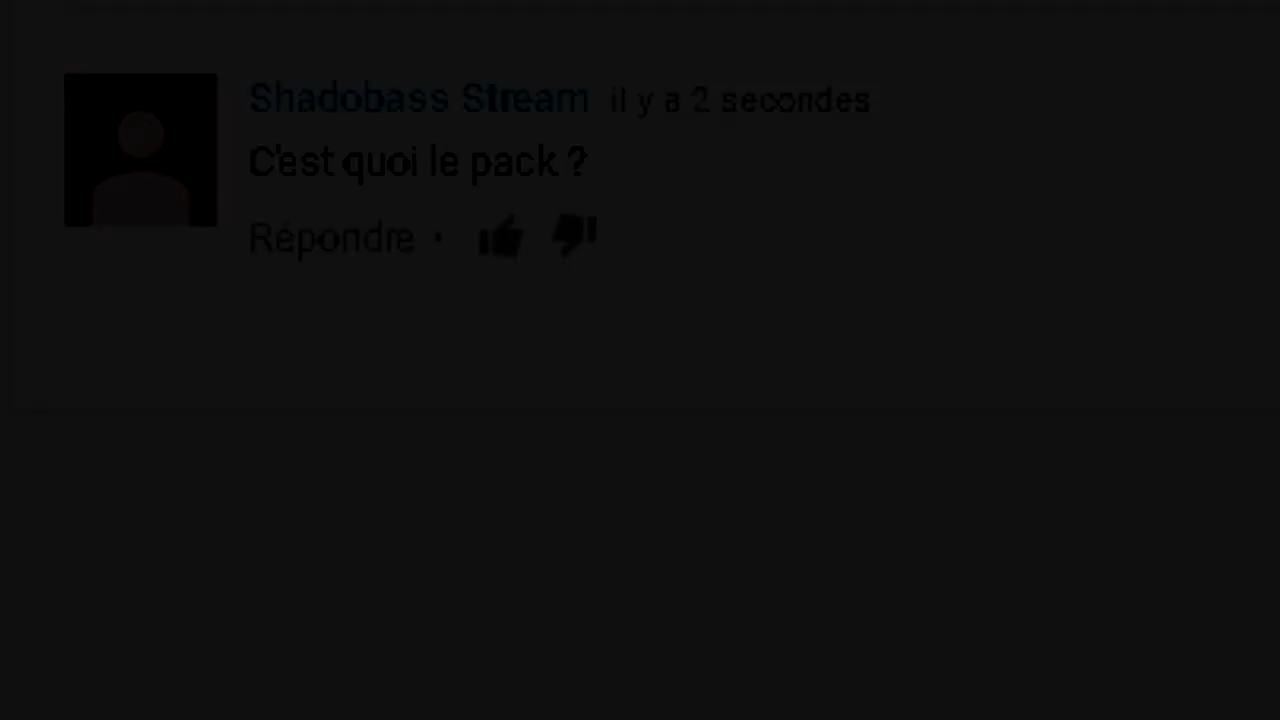 Shadobass Stream il y a 2 secondes
C'est quoi le pack ?
Répondre •